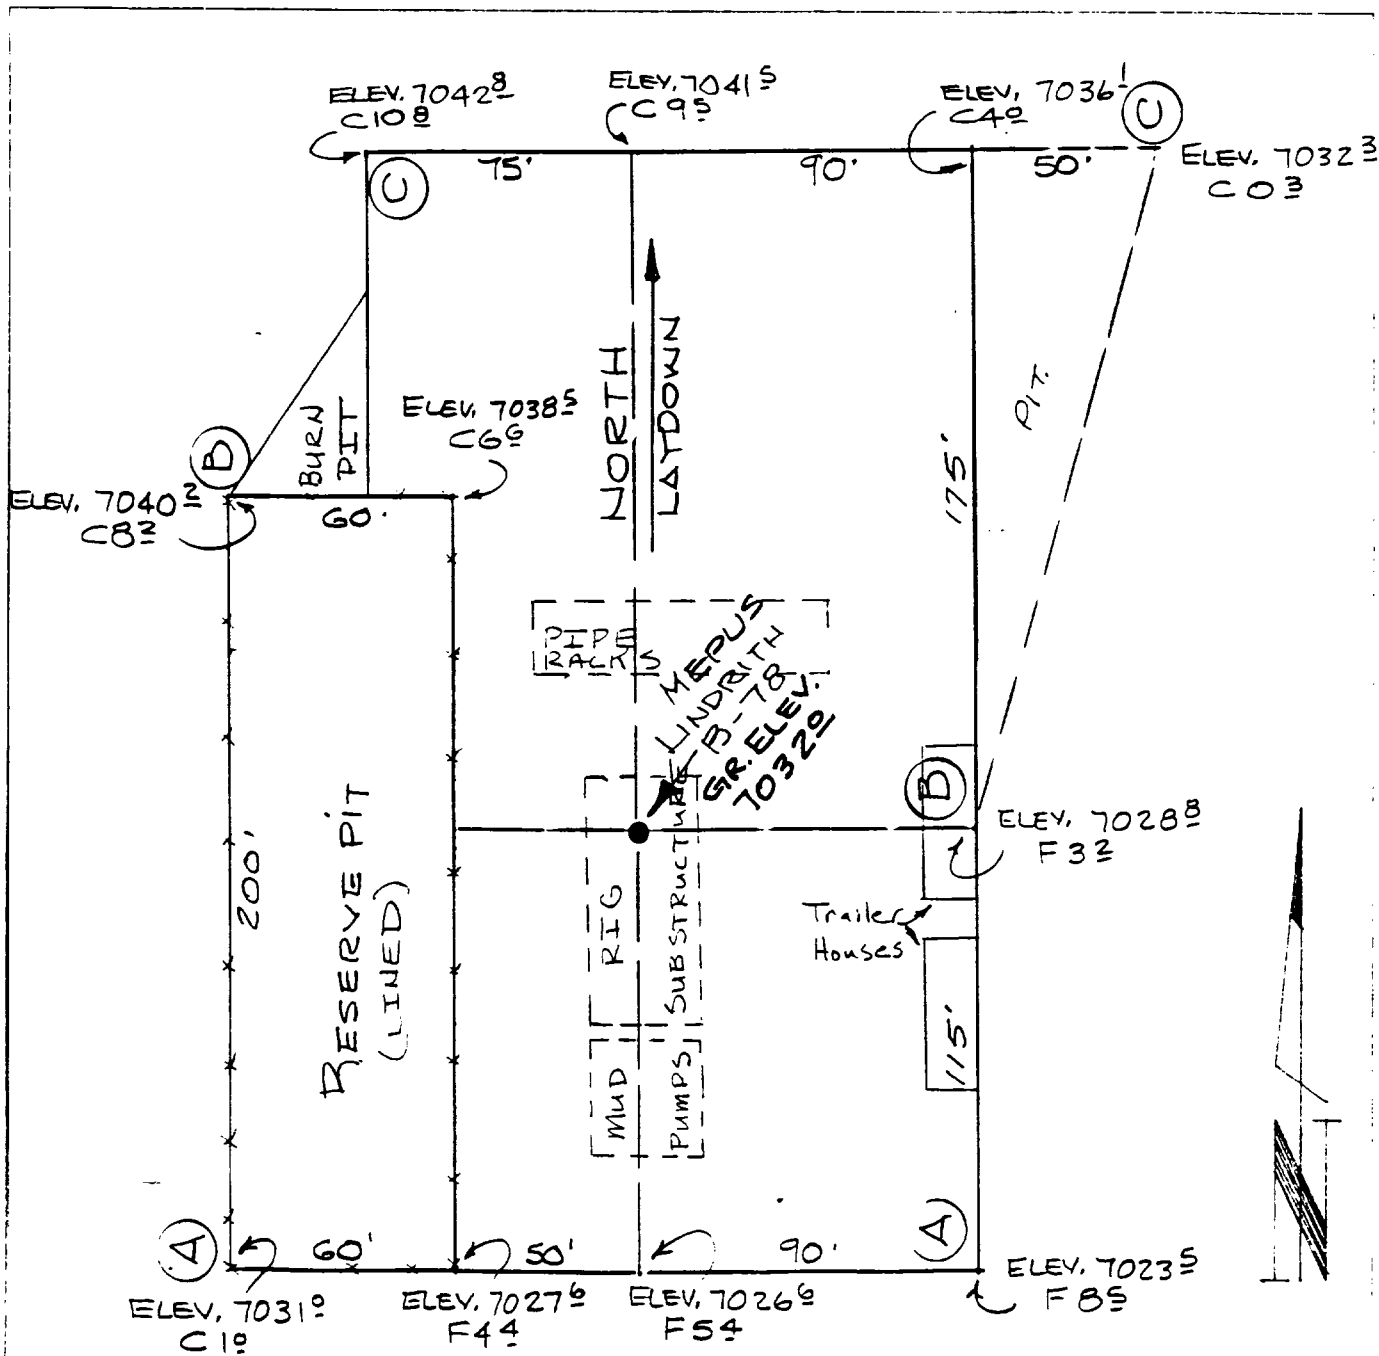 ELEV. 7042⁸
C10⁸
ELEV. 7041⁵
C9⁵
ELEV. 7036¹
C4⁰
C
ELEV. 7032³
C0³
75'
90'
50'
C
NORTH
LAYDOWN
PIT.
175'
B
BURN
PIT
ELEV. 7038⁵
C6⁶
ELEV. 7040²
C8²
60'
PIPE
RACKS
MEPUS
LINDRITH
B-78
GR. ELEV.
7032⁰
B
ELEV. 7028⁸
F3²
200'
RESERVE PIT
(LINED)
RIG
SUBSTRUCTURE
Trailer
Houses
MUD
PUMPS
115'
A
60'
50'
90'
A
ELEV. 7031⁰
C1⁰
ELEV. 7027⁶
F4⁴
ELEV. 7026⁶
F5⁴
ELEV. 7023⁵
F8⁵
N